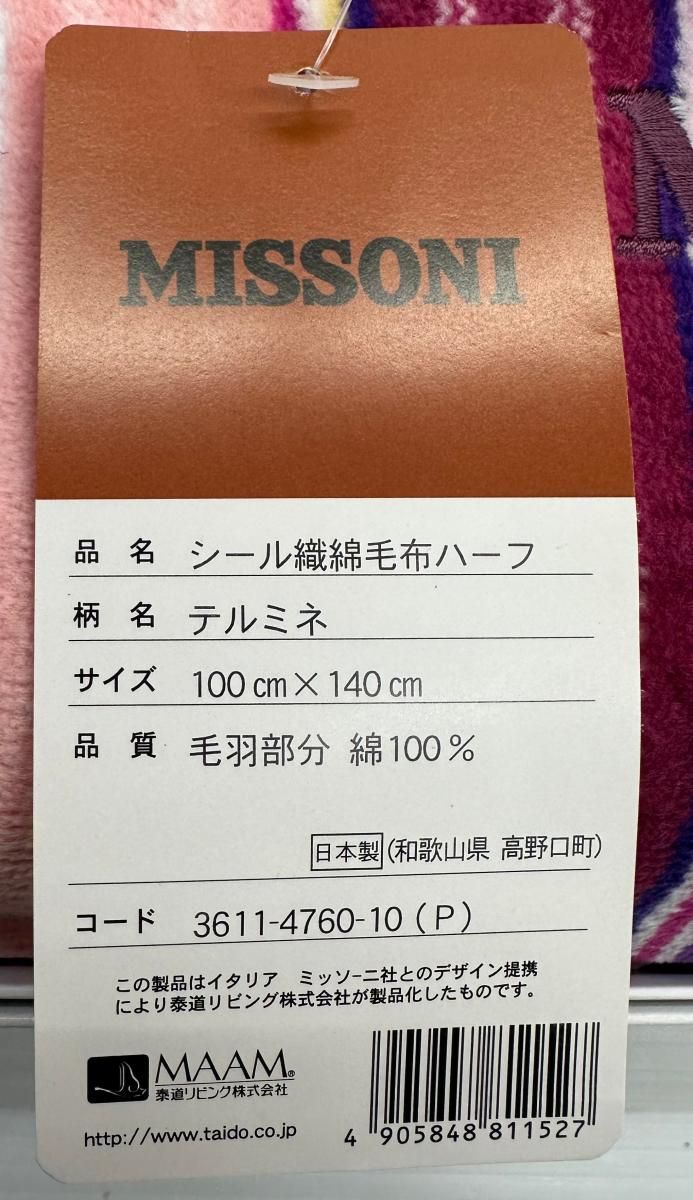 MISSONI
品 名 シール織綿毛布ハーフ
柄 名 テルミネ
サイズ 100㎝×140㎝
品 質 毛羽部分 綿100%
日本製 (和歌山県 高野口町)
コード 3611-4760-10 (P)
この製品はイタリア ミッソーニ社とのデザイン提携
により泰道リビング株式会社が製品化したものです。
MAAM®
泰道リビング株式会社
http://www.taido.co.jp
4 905848 811527